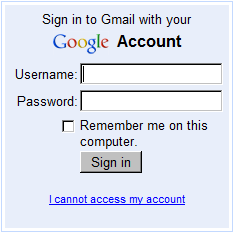 Sign in to Gmail with your
Google Account
Username:
Password:
Remember me on this
computer.
Sign in
I cannot access my account